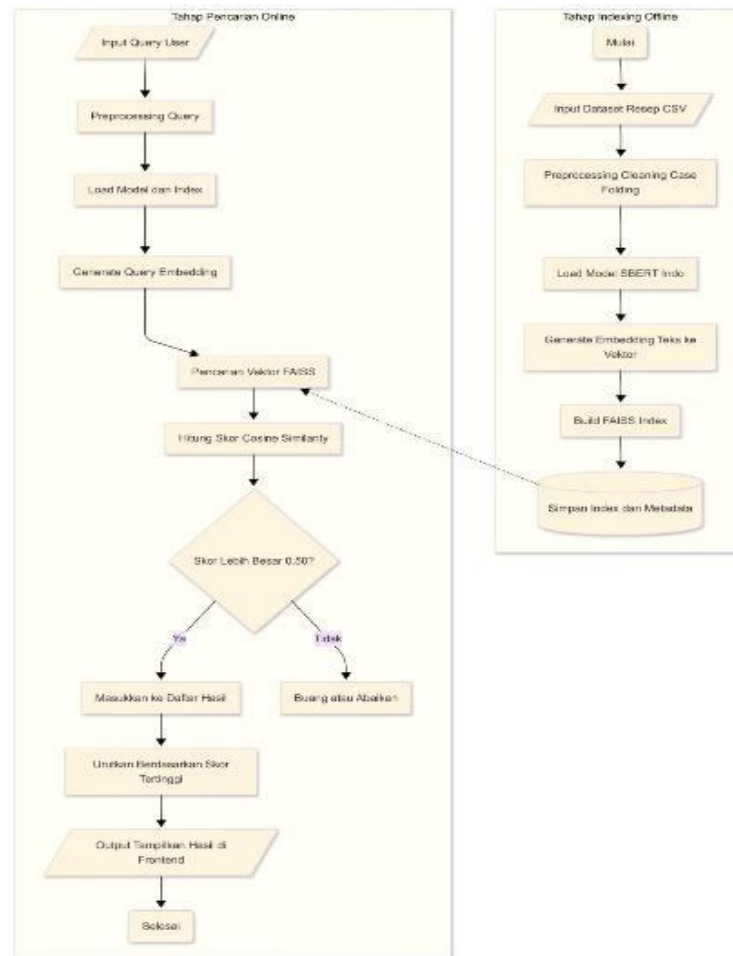 Tahap Pencarian Online
Input Query User
Preprocessing Query
Load Model dan Index
Generate Query Embedding
Pencarian Vektor FAISS
Hitung Skor Cosine Similarity
Skor Lebih Besar 0.50?
Ya
Tidak
Masukkan ke Daftar Hasil
Buang atau Abaikan
Urutkan Berdasarkan Skor
Tertinggi
Output Tampilkan Hasil di
Frontend
Selesai
Tahap Indexing Offline
Mulai
Input Dataset Resep CSV
Preprocessing Cleaning Case
Folding
Load Model SBERT Indo
Generate Embedding Teks ke
Vektor
Build FAISS Index
Simpan Index dan Metadata